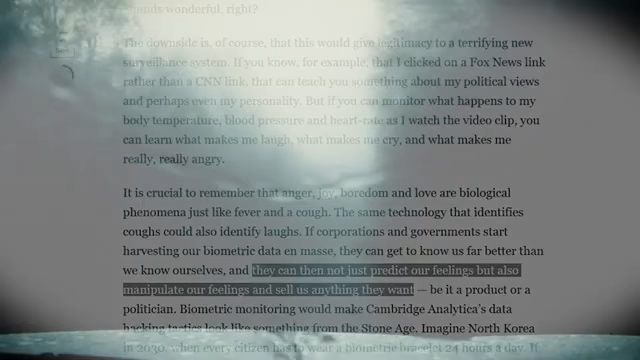 sounds wonderful, right?
The downside is, of course, that this would give legitimacy to a terrifying new
surveillance system. If you know, for example, that I clicked on a Fox News link
rather than a CNN link, that can teach you something about my political views
and perhaps even my personality. But if you can monitor what happens to my
body temperature, blood pressure and heart-rate as I watch the video clip, you
can learn what makes me laugh, what makes me cry, and what makes me
really, really angry.
It is crucial to remember that anger, joy, boredom and love are biological
phenomena just like fever and a cough. The same technology that identifies
coughs could also identify laughs. If corporations and governments start
harvesting our biometric data en masse, they can get to know us far better than
we know ourselves, and they can then not just predict our feelings but also
manipulate our feelings and sell us anything they want — be it a product or a
politician. Biometric monitoring would make Cambridge Analytica's data
hacking tactics look like something from the Stone Age. Imagine North Korea
in 2030, when every citizen has to wear a biometric bracelet 24 hours a day. If